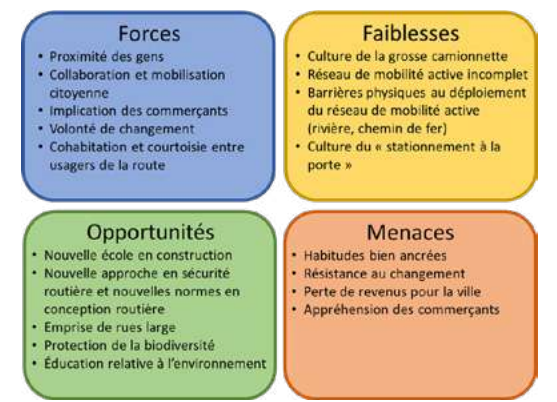 Forces
• Proximité des gens
• Collaboration et mobilisation
citoyenne
• Implication des commerçants
• Volonté de changement
• Cohabitation et courtoisie entre
usagers de la route
Faiblesses
• Culture de la grosse camionnette
• Réseau de mobilité active incomplet
• Barrières physiques au déploiement
du réseau de mobilité active
(rivière, chemin de fer)
• Culture du « stationnement à la
porte »
Opportunités
• Nouvelle école en construction
• Nouvelle approche en sécurité
routière et nouvelles normes en
conception routière
• Emprise de rues large
• Protection de la biodiversité
• Éducation relative à l'environnement
Menaces
• Habitudes bien ancrées
• Résistance au changement
• Perte de revenus pour la ville
• Appréhension des commerçants